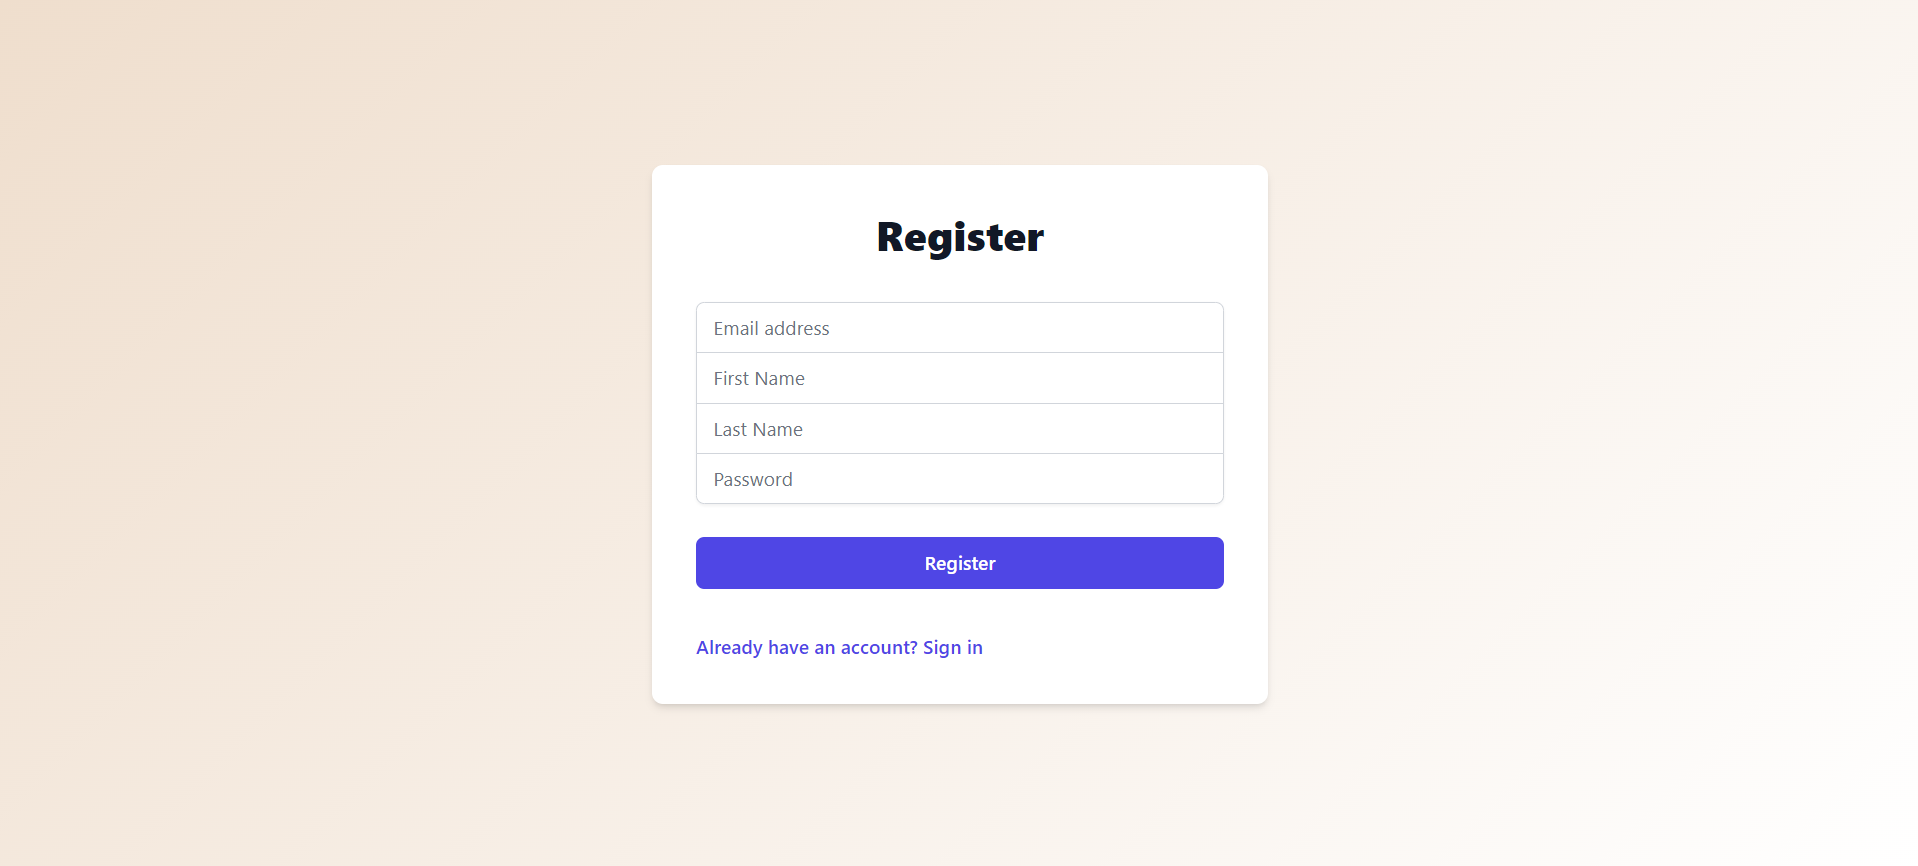 Register
Email address
First Name
Last Name
Password
Register
Already have an account? Sign in